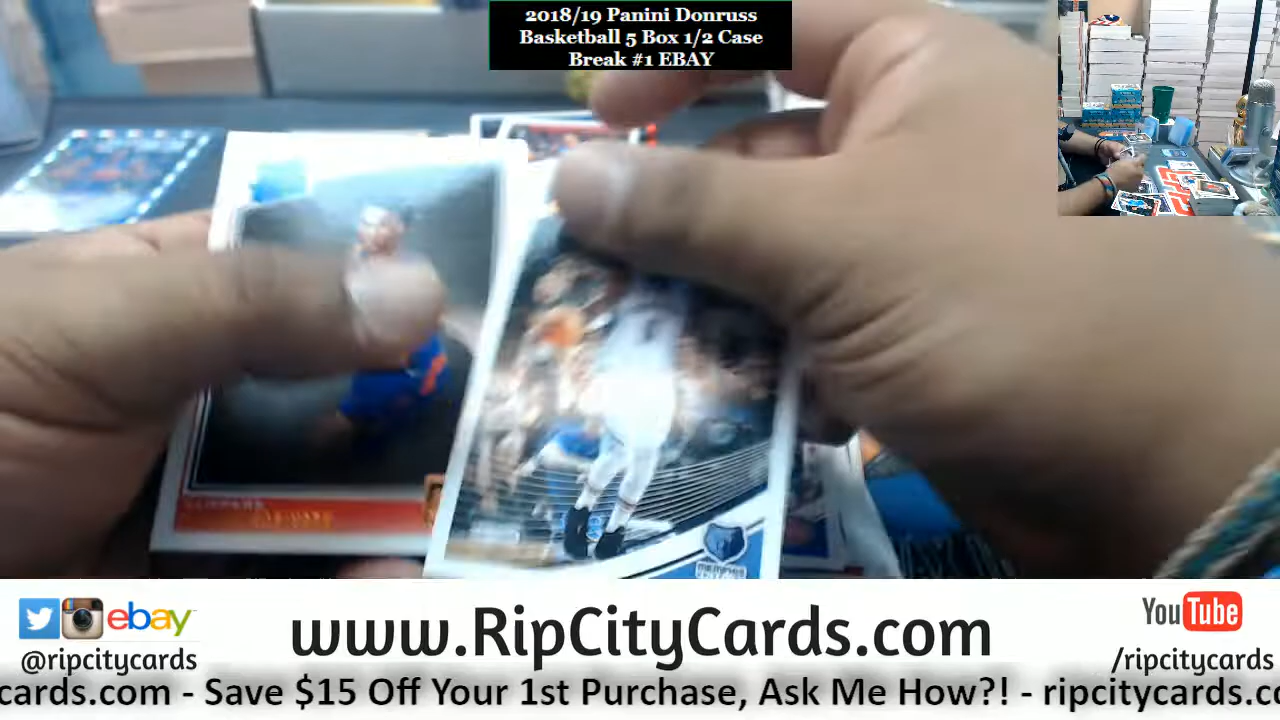 2018/19 Panini Donruss
Basketball 5 Box 1/2 Case
Break #1 EBAY
MEMPHIS
ebay
www.RipCityCards.com
YouTube
@ripcitycards
/ripcitycards
cards.com - Save $15 Off Your 1st Purchase, Ask Me How?! - ripcitycards.co